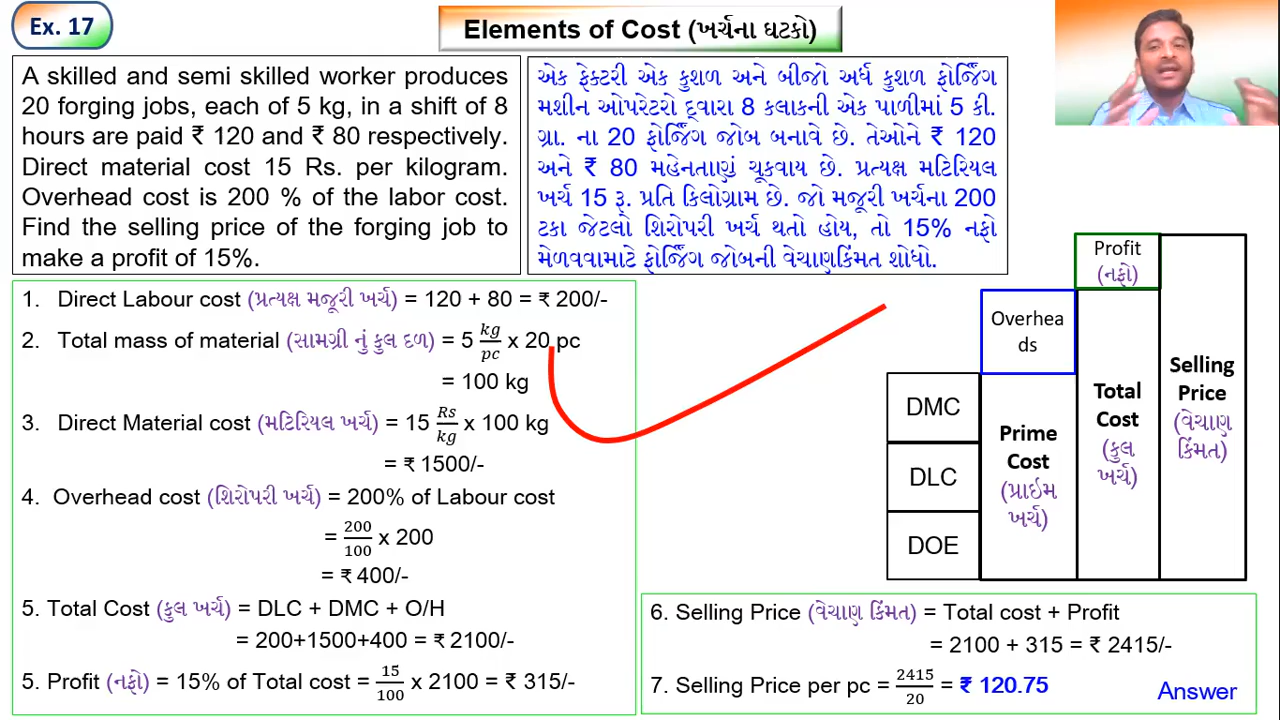 Ex. 17
Elements of Cost (ખર્ચના ઘટકો)
A skilled and semi skilled worker produces
20 forging jobs, each of 5 kg, in a shift of 8
hours are paid ₹ 120 and ₹ 80 respectively.
Direct material cost 15 Rs. per kilogram.
Overhead cost is 200 % of the labor cost.
Find the selling price of the forging job to
make a profit of 15%.
એક ફેક્ટરી એક કુશળ અને બીજો અર્ધ કુશળ ફોર્જિંગ
મશીન ઓપરેટરો દ્વારા 8 કલાકની એક પાળીમાં 5 કી.
ગ્રા. ના 20 ફોર્જિંગ જોબ બનાવે છે. તેઓને ₹ 120
અને ₹ 80 મહેનતાણું ચૂકવાય છે. પ્રત્યક્ષ મટિરિયલ
ખર્ચ 15 રૂ. પ્રતિ કિલોગ્રામ છે. જો મજૂરી ખર્ચના 200
ટકા જેટલો શિરોપરી ખર્ચ થતો હોય, તો 15% નફો
મેળવવામાટે ફોર્જિંગ જોબની વેચાણકિંમત શોધો.
1. Direct Labour cost (પ્રત્યક્ષ મજૂરી ખર્ચ) = 120 + 80 = ₹ 200/-
2. Total mass of material (સામગ્રી નું કુલ દળ) = 5 kg/pc x 20 pc
= 100 kg
3. Direct Material cost (મટિરિયલ ખર્ચ) = 15 Rs/kg x 100 kg
= ₹ 1500/-
4. Overhead cost (શિરોપરી ખર્ચ) = 200% of Labour cost
= 200/100 x 200
= ₹ 400/-
5. Total Cost (કુલ ખર્ચ) = DLC + DMC + O/H
= 200+1500+400 = ₹ 2100/-
5. Profit (નફો) = 15% of Total cost = 15/100 x 2100 = ₹ 315/-
Profit
(નફો)
Overhea
ds
DMC
DLC
DOE
Prime
Cost
(પ્રાઇમ
ખર્ચ)
Total
Cost
(કુલ
ખર્ચ)
Selling
Price
(વેચાણ
કિંમત)
6. Selling Price (વેચાણ કિંમત) = Total cost + Profit
= 2100 + 315 = ₹ 2415/-
7. Selling Price per pc = 2415/20 = ₹ 120.75
Answer